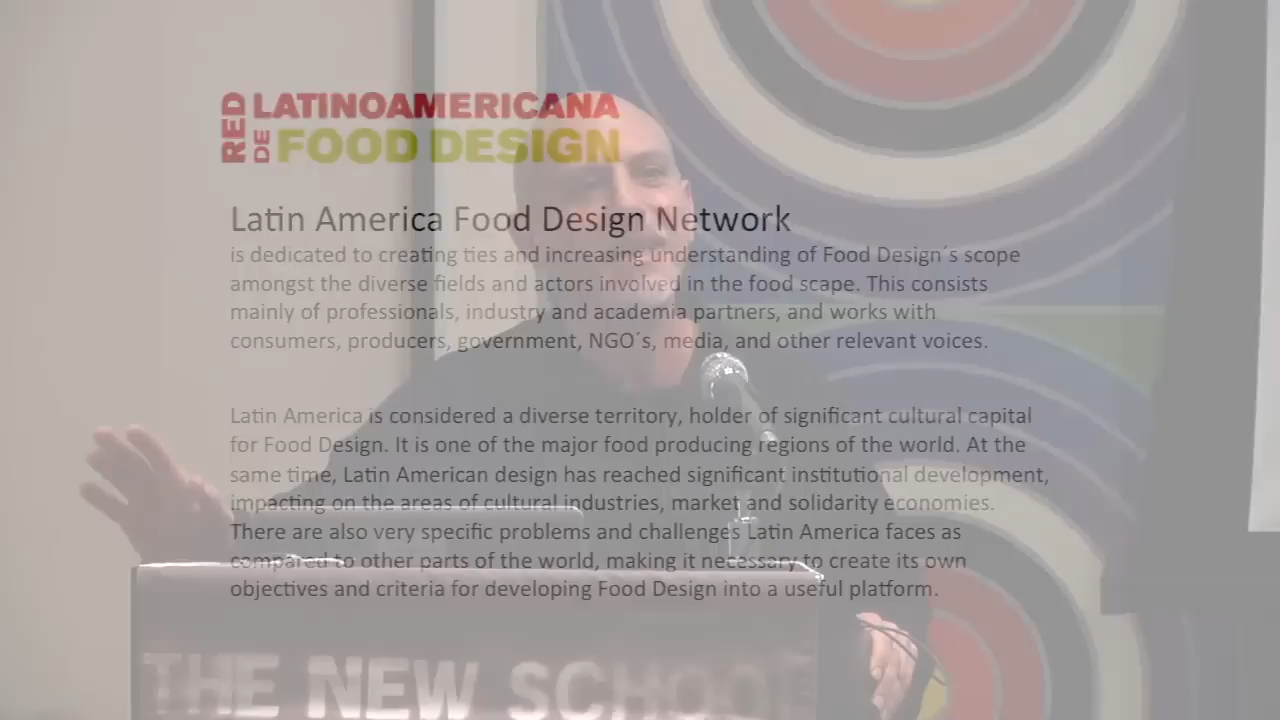 RED LATINOAMERICANA
DE FOOD DESIGN
Latin America Food Design Network
is dedicated to creating ties and increasing understanding of Food Design´s scope
amongst the diverse fields and actors involved in the food scape. This consists
mainly of professionals, industry and academia partners, and works with
consumers, producers, government, NGO´s, media, and other relevant voices.
Latin America is considered a diverse territory, holder of significant cultural capital
for Food Design. It is one of the major food producing regions of the world. At the
same time, Latin American design has reached significant institutional development,
impacting on the areas of cultural industries, market and solidarity economies.
There are also very specific problems and challenges Latin America faces as
compared to other parts of the world, making it necessary to create its own
objectives and criteria for developing Food Design into a useful platform.
THE NEW SCHOOL